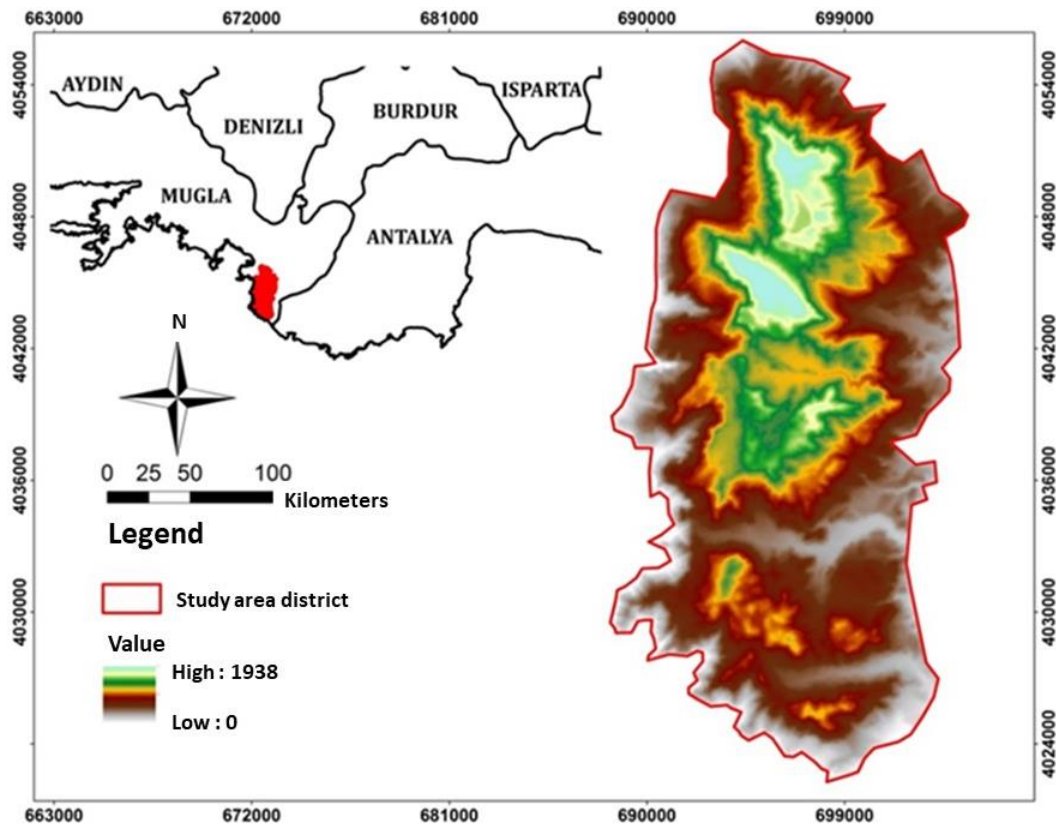 663000 672000 681000 690000 699000
4054000 4054000
AYDIN
ISPARTA
BURDUR
DENIZLI
MUGLA
4048000 4048000
ANTALYA
N
4042000 4042000
0 25 50 100
Kilometers
4036000 4036000
Legend
Study area district
4030000 4030000
Value
High : 1938
Low : 0
4024000
663000 672000 681000 690000 699000